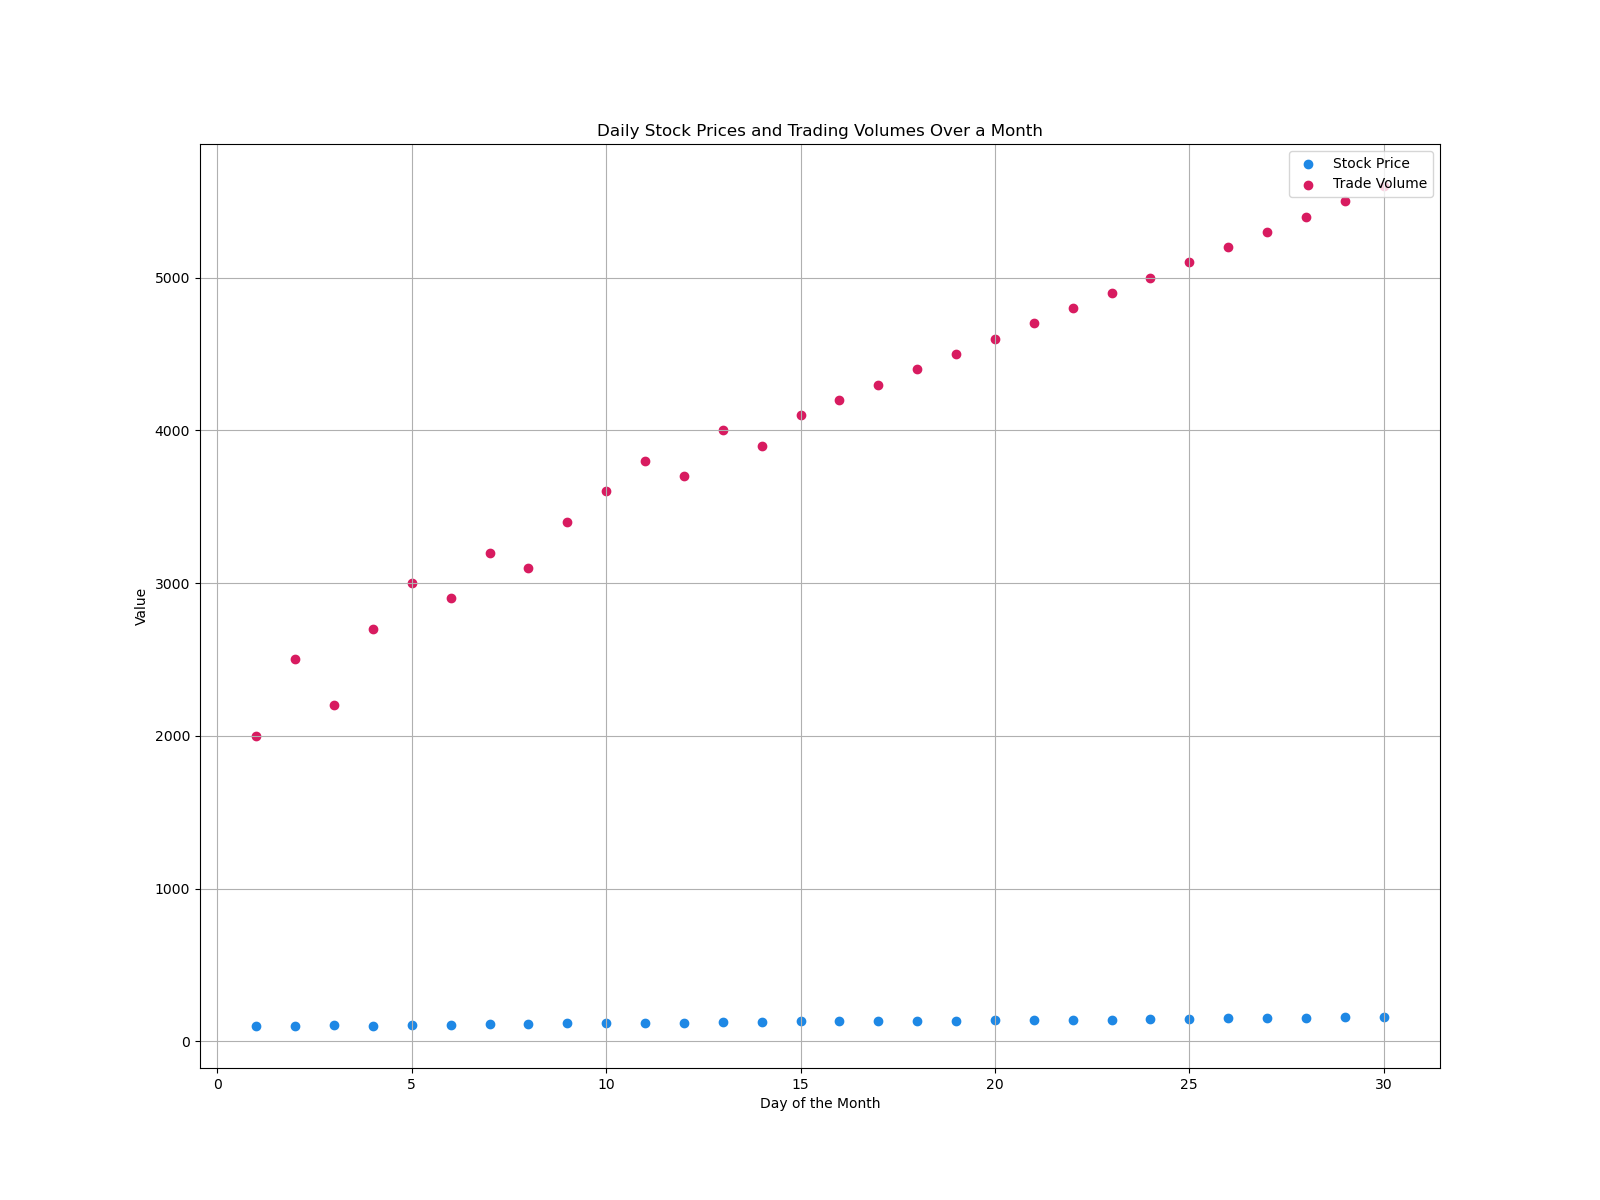 Daily Stock Prices and Trading Volumes Over a Month
Stock Price
Trade Volume
5000
4000
3000
2000
1000
0
Value
0 5 10 15 20 25 30
Day of the Month